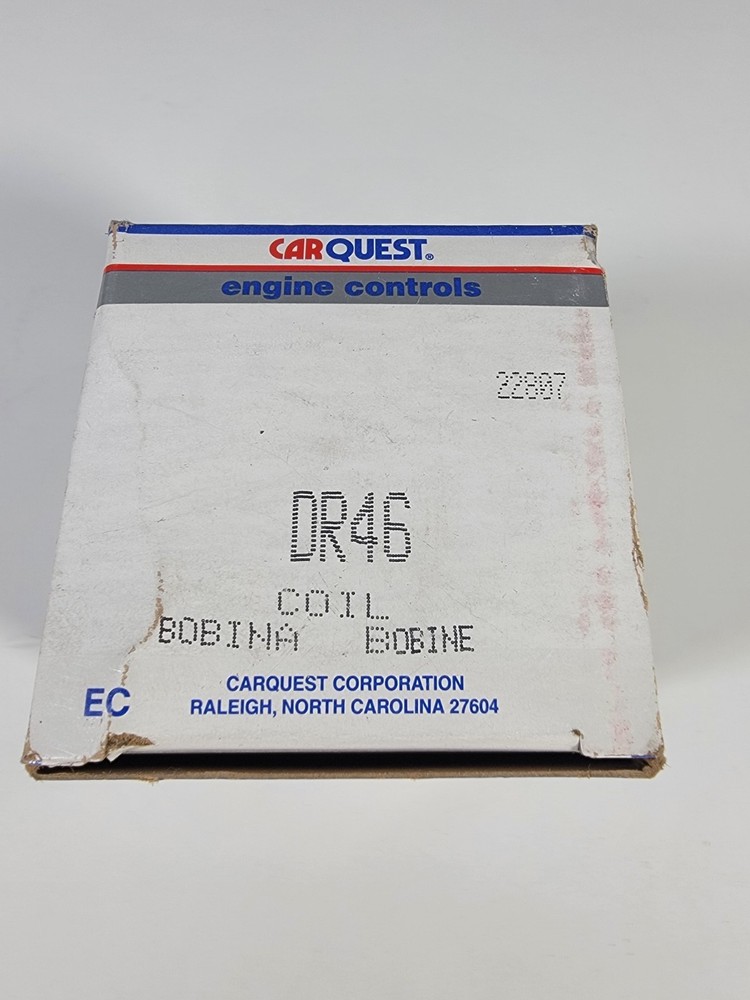 CARQUEST®
engine controls
22807
DR46
COIL
BOBINA BOBINE
EC
CARQUEST CORPORATION
RALEIGH, NORTH CAROLINA 27604